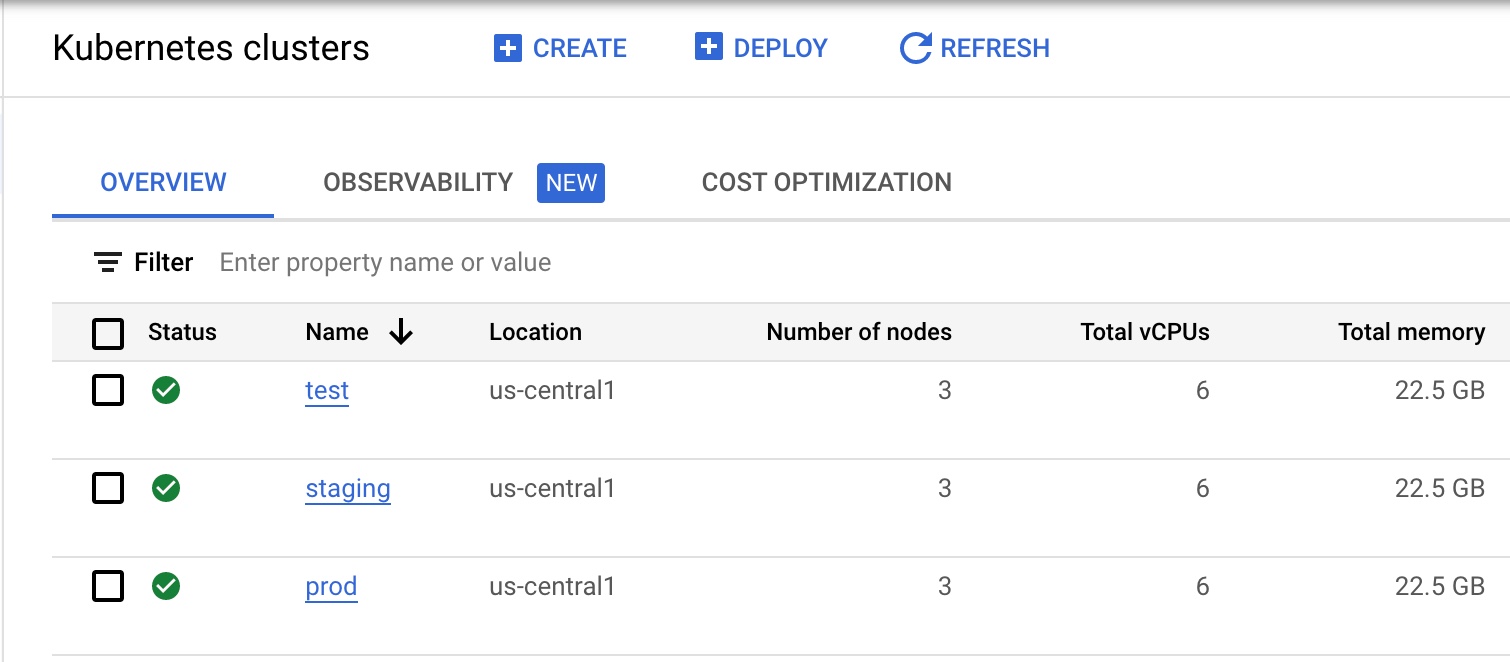 Kubernetes clusters CREATE DEPLOY REFRESH
OVERVIEW OBSERVABILITY NEW COST OPTIMIZATION
Filter Enter property name or value
Status Name Location Number of nodes Total vCPUs Total memory
test us-central1 3 6 22.5 GB
staging us-central1 3 6 22.5 GB
prod us-central1 3 6 22.5 GB